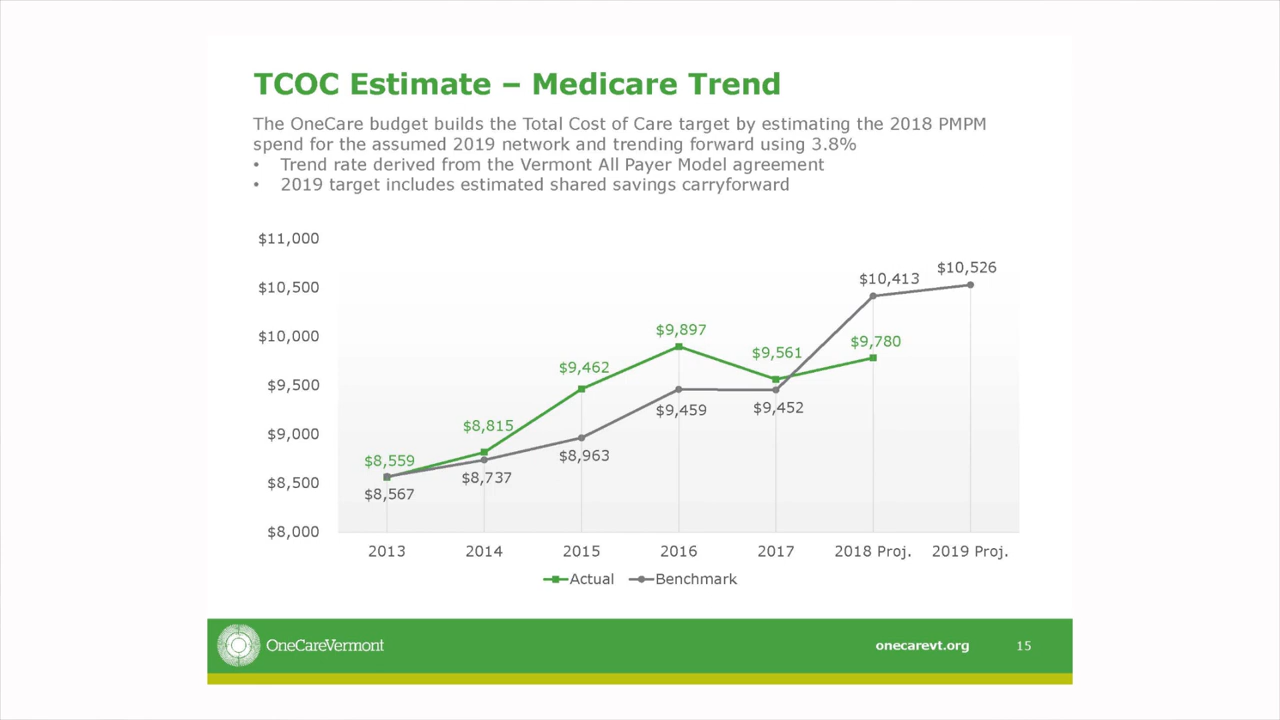 TCOC Estimate – Medicare Trend
The OneCare budget builds the Total Cost of Care target by estimating the 2018 PMPM
spend for the assumed 2019 network and trending forward using 3.8%
• Trend rate derived from the Vermont All Payer Model agreement
• 2019 target includes estimated shared savings carryforward
$11,000
$10,500
$10,000
$9,500
$9,000
$8,500
$8,000
$8,559
$8,815
$9,462
$9,897
$9,561
$9,780
$8,567
$8,737
$8,963
$9,459
$9,452
$10,413
$10,526
2013 2014 2015 2016 2017 2018 Proj. 2019 Proj.
Actual Benchmark
OneCareVermont onecarevt.org 15